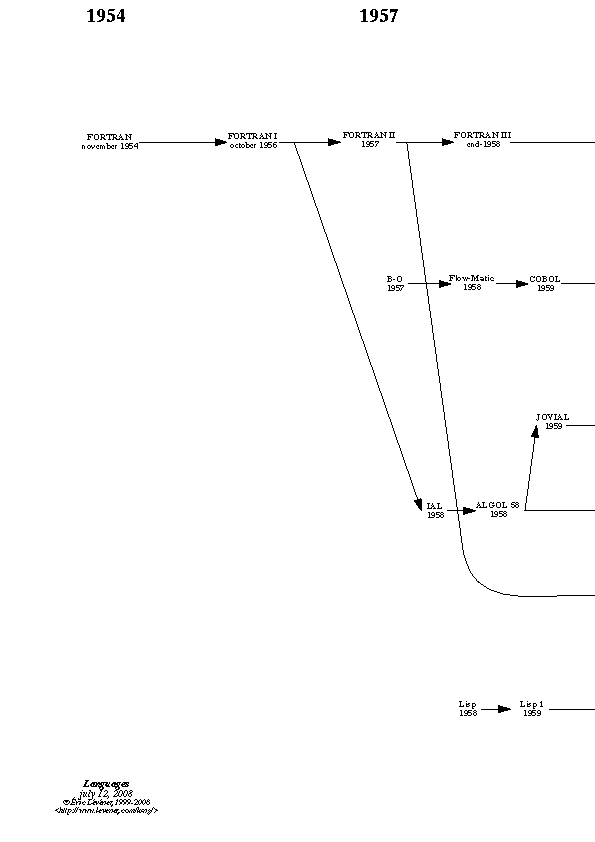 1954
1957
FORTRAN
november 1954
FORTRAN I
october 1956
FORTRAN II
1957
FORTRAN III
end-1958
B-O
1957
Flow-Matic
1958
COBOL
1959
JOVIAL
1959
IAL
1958
ALGOL 58
1958
Lisp
1958
Lisp 1
1959
Languages
july 12, 2008
© Éric Lévénez 1999-2008
<http://www.levenez.com/lang/>